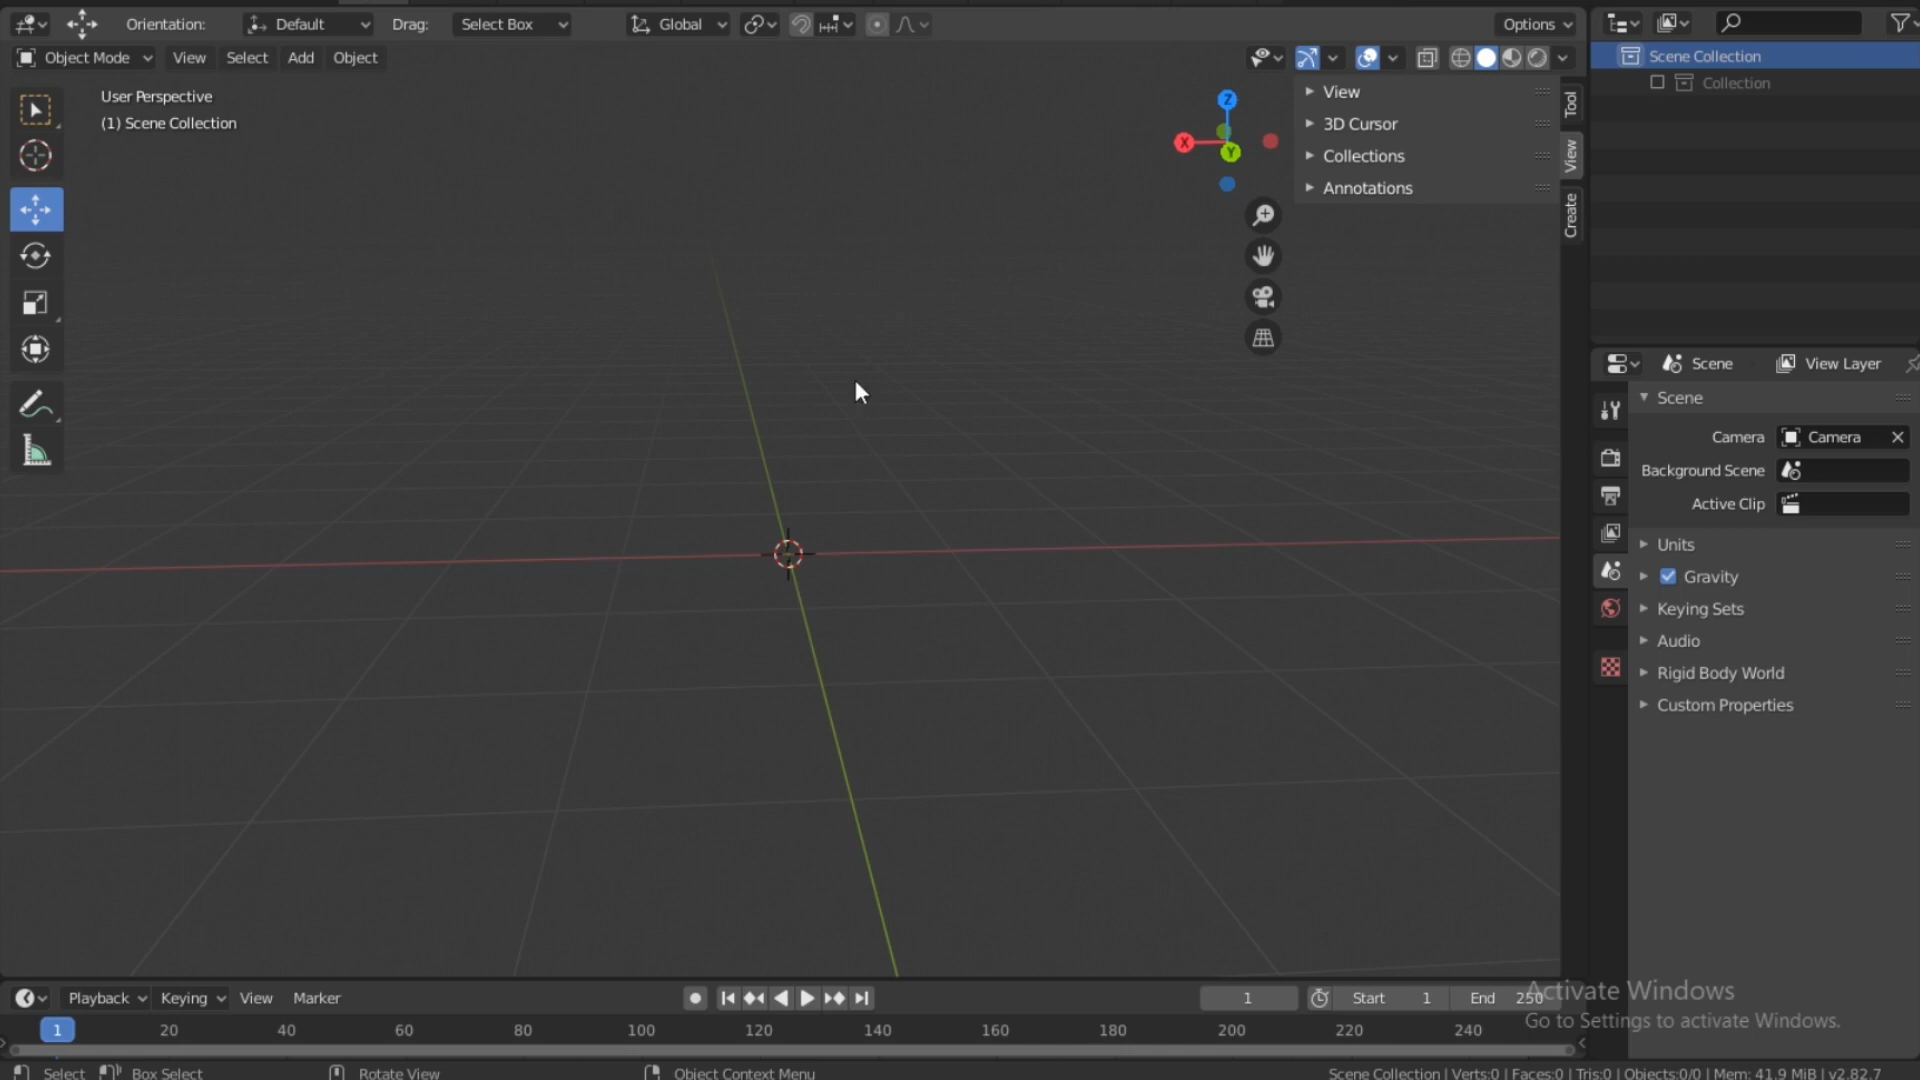 Orientation: Default Drag: Select Box Global Options
Object Mode View Select Add Object
User Perspective
(1) Scene Collection
Z
X
Y
View
3D Cursor
Collections
Annotations
Tool
View
Create
Scene Collection
Collection
Scene View Layer
Scene
Camera Camera
Background Scene
Active Clip
Units
Gravity
Keying Sets
Audio
Rigid Body World
Custom Properties
Activate Windows
Go to Settings to activate Windows.
Playback Keying View Marker 1 Start 1 End 250
1 20 40 60 80 100 120 140 160 180 200 220 240
Select Box Select Rotate View Object Context Menu Scene Collection | Verts:0 | Faces:0 | Tris:0 | Objects:0/0 | Mem: 41.9 MiB | v2.82.7